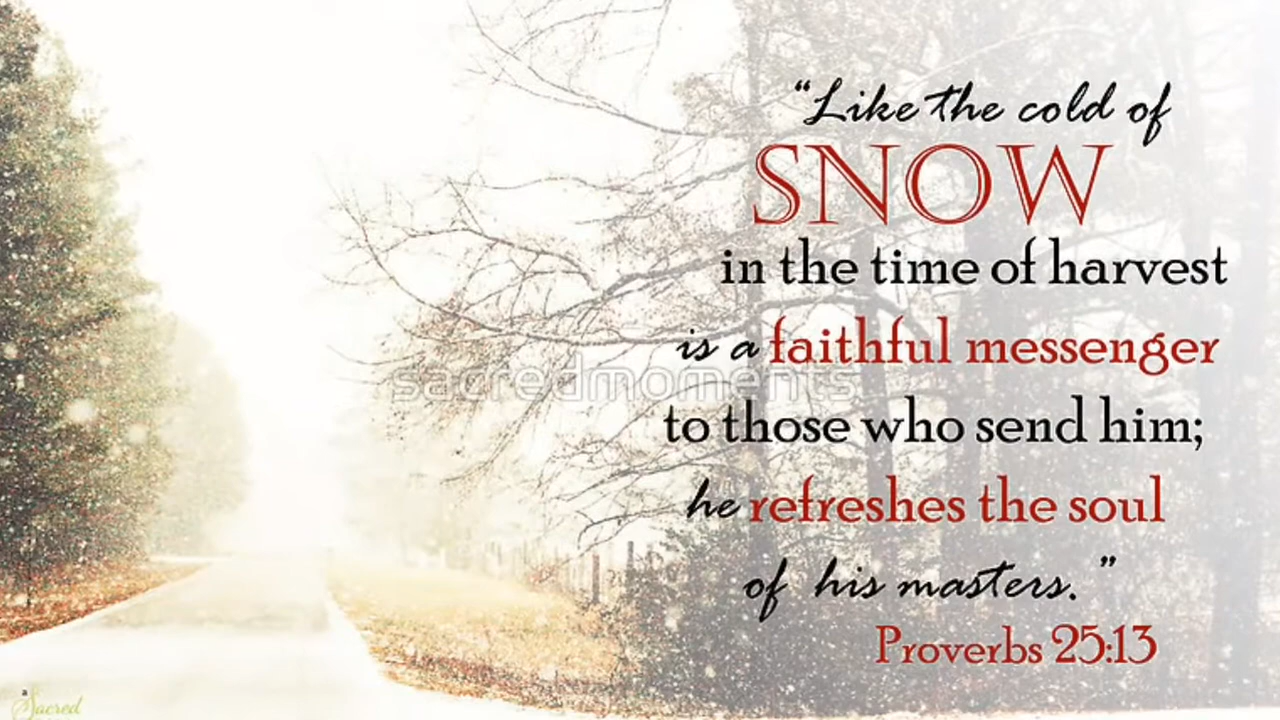 “Like the cold of
SNOW
in the time of harvest
is a faithful messenger
to those who send him;
he refreshes the soul
of his masters.”
Proverbs 25:13
sacredmoments
a
Sacred